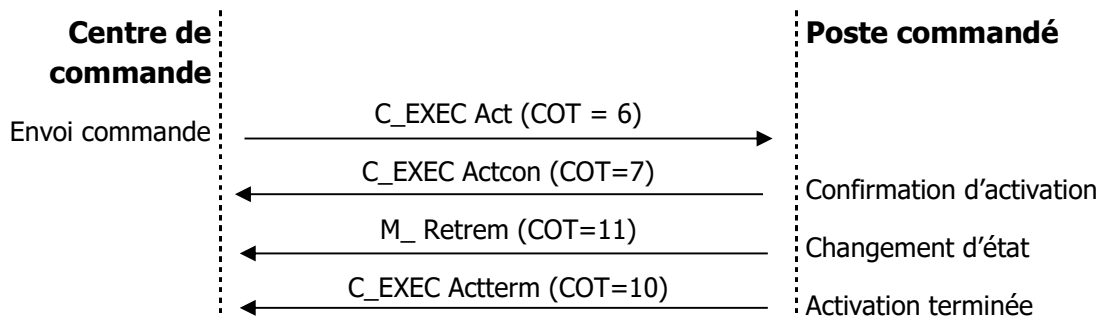 Centre de
commande
Poste commandé
Envoi commande
C_EXEC Act (COT = 6)
C_EXEC Actcon (COT=7)
Confirmation d’activation
M_ Retrem (COT=11)
Changement d’état
C_EXEC Actterm (COT=10)
Activation terminée